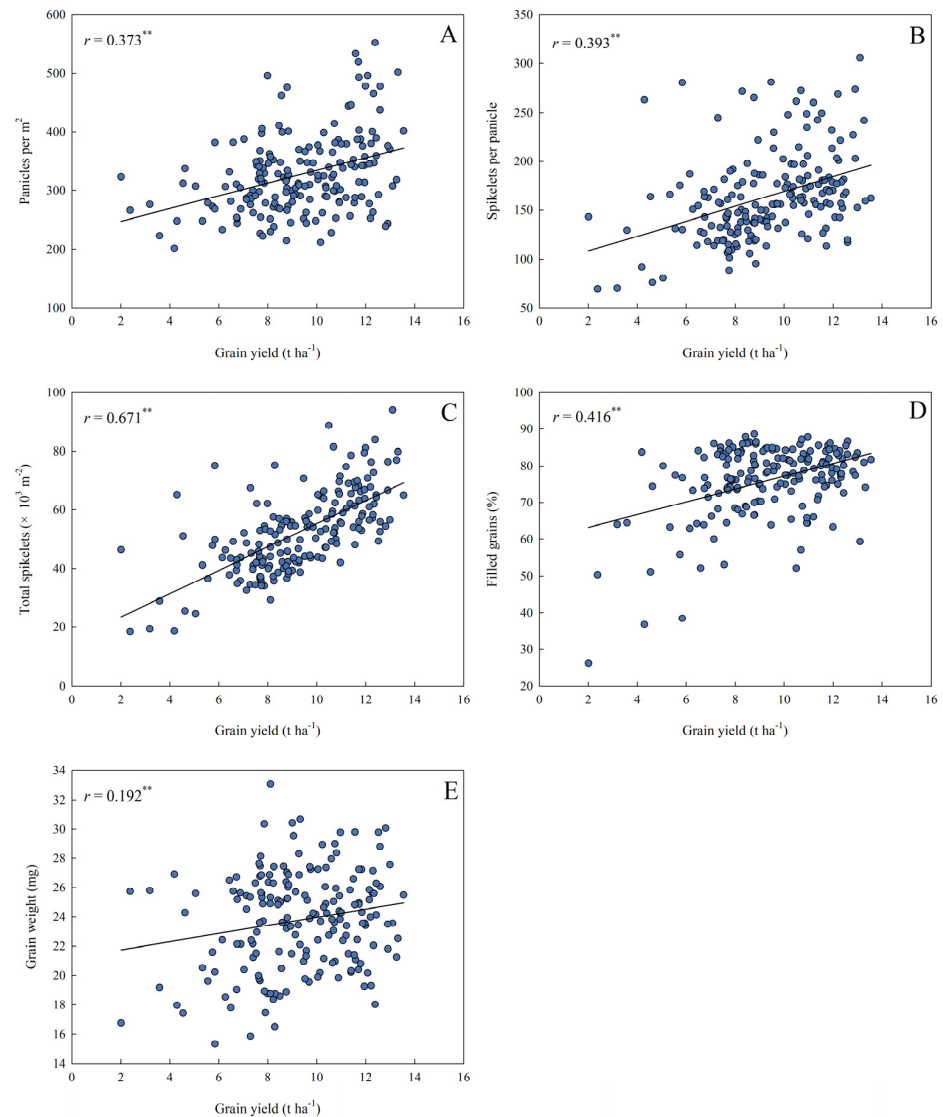 600
500
400
300
200
100
Panicles per m²
r = 0.373**
A
0 2 4 6 8 10 12 14 16
Grain yield (t ha⁻¹)
350
300
250
200
150
100
50
Spikelets per panicle
r = 0.393**
B
0 2 4 6 8 10 12 14 16
Grain yield (t ha⁻¹)
100
80
60
40
20
0
Total spikelets (× 10³ m⁻²)
r = 0.671**
C
0 2 4 6 8 10 12 14 16
Grain yield (t ha⁻¹)
100
90
80
70
60
50
40
30
20
Filled grains (%)
r = 0.416**
D
0 2 4 6 8 10 12 14 16
Grain yield (t ha⁻¹)
34
32
30
28
26
24
22
20
18
16
14
Grain weight (mg)
r = 0.192**
E
0 2 4 6 8 10 12 14 16
Grain yield (t ha⁻¹)